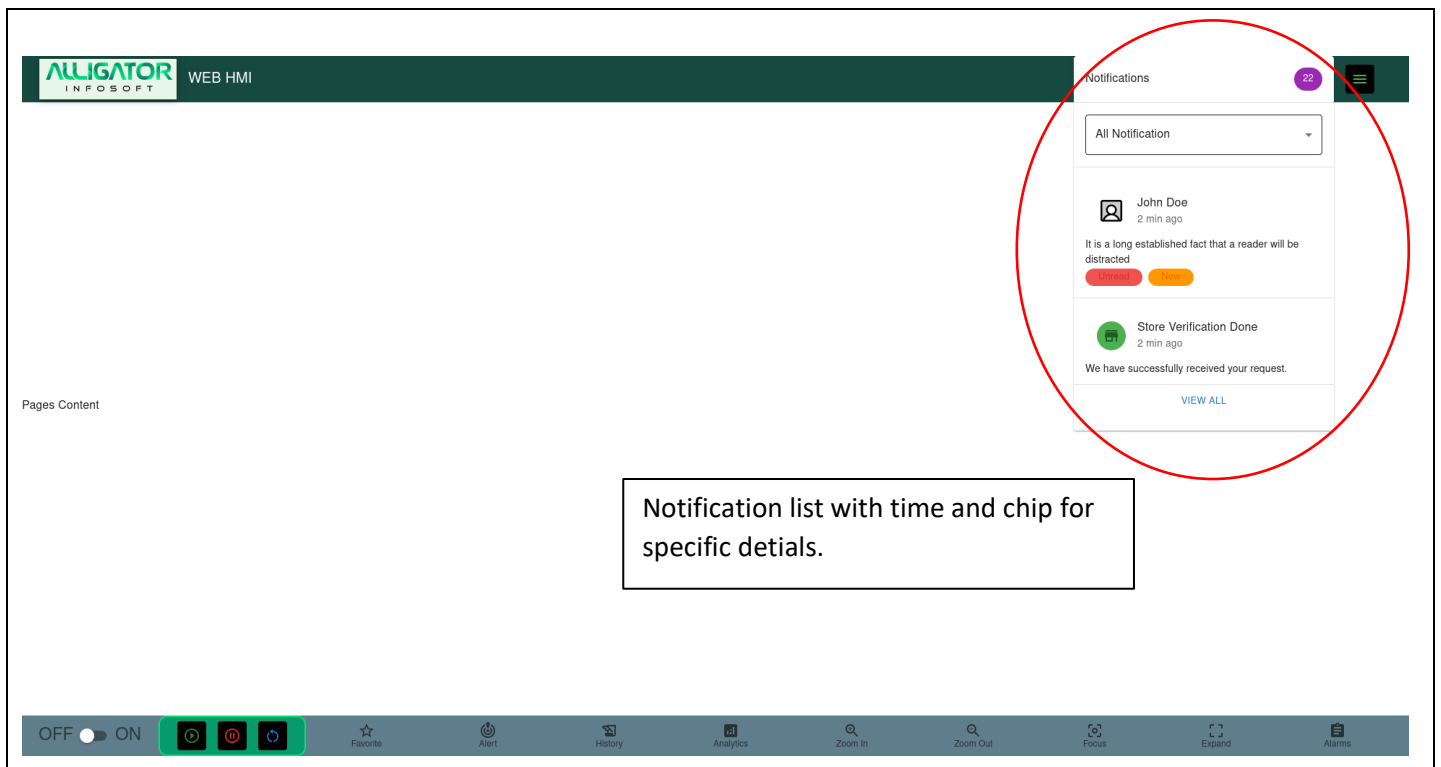 ALLIGATOR
INFOSOFT
WEB HMI
Notifications
22
All Notification
John Doe
2 min ago
It is a long established fact that a reader will be
distracted
Unread New
Store Verification Done
2 min ago
We have successfully received your request.
VIEW ALL
Pages Content
Notification list with time and chip for
specific detials.
OFF ON
Favorite
Alert
History
Analytics
Zoom In
Zoom Out
Focus
Expand
Alarms